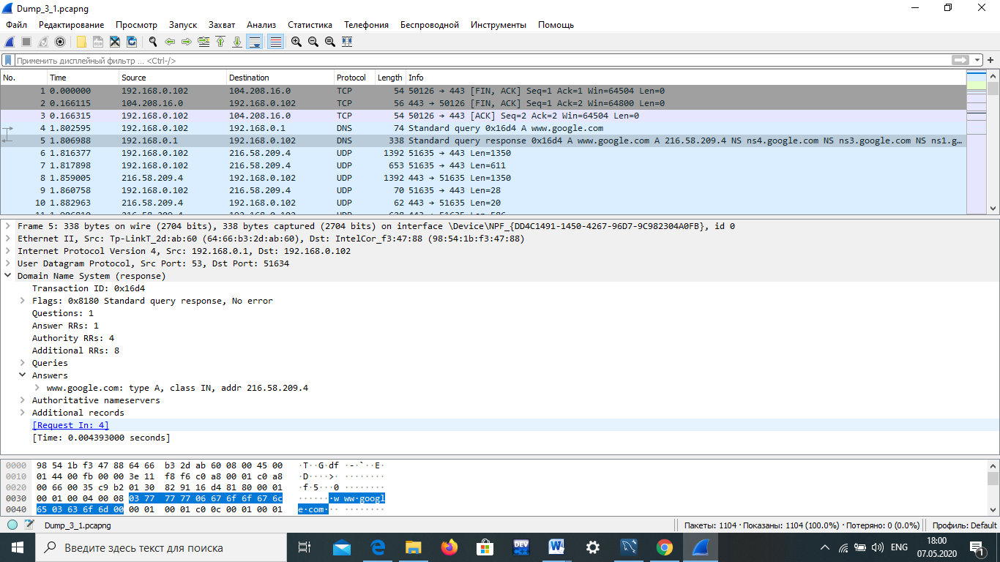 Dump_3_1.pcapng
Файл Редактирование Просмотр Запуск Захват Анализ Статистика Телефония Беспроводной Инструменты Помощь
Применить дисплейный фильтр ... <Ctrl-/>
No. Time Source Destination Protocol Length Info
1 0.000000 192.168.0.102 104.208.16.0 TCP 54 50126 → 443 [FIN, ACK] Seq=1 Ack=1 Win=64504 Len=0
2 0.166115 104.208.16.0 192.168.0.102 TCP 56 443 → 50126 [FIN, ACK] Seq=1 Ack=2 Win=64800 Len=0
3 0.166315 192.168.0.102 104.208.16.0 TCP 54 50126 → 443 [ACK] Seq=2 Ack=2 Win=64504 Len=0
4 1.802595 192.168.0.102 192.168.0.1 DNS 74 Standard query 0x16d4 A www.google.com
5 1.806988 192.168.0.1 192.168.0.102 DNS 338 Standard query response 0x16d4 A www.google.com A 216.58.209.4 NS ns4.google.com NS ns3.google.com NS ns1.g...
6 1.816377 192.168.0.102 216.58.209.4 UDP 1392 51635 → 443 Len=1350
7 1.817898 192.168.0.102 216.58.209.4 UDP 653 51635 → 443 Len=611
8 1.859005 216.58.209.4 192.168.0.102 UDP 1392 443 → 51635 Len=1350
9 1.860758 192.168.0.102 216.58.209.4 UDP 70 51635 → 443 Len=28
10 1.882963 216.58.209.4 192.168.0.102 UDP 62 443 → 51635 Len=20
Frame 5: 338 bytes on wire (2704 bits), 338 bytes captured (2704 bits) on interface \Device\NPF_{DD4C1491-1450-4267-96D7-9C982304A0FB}, id 0
Ethernet II, Src: Tp-LinkT_2d:ab:60 (64:66:b3:2d:ab:60), Dst: IntelCor_f3:47:88 (98:54:1b:f3:47:88)
Internet Protocol Version 4, Src: 192.168.0.1, Dst: 192.168.0.102
User Datagram Protocol, Src Port: 53, Dst Port: 51634
Domain Name System (response)
Transaction ID: 0x16d4
Flags: 0x8180 Standard query response, No error
Questions: 1
Answer RRs: 1
Authority RRs: 4
Additional RRs: 8
Queries
Answers
www.google.com: type A, class IN, addr 216.58.209.4
Authoritative nameservers
Additional records
[Request In: 4]
[Time: 0.004393000 seconds]
0000 98 54 1b f3 47 88 64 66 b3 2d ab 60 08 00 45 00 ·T··G·df ·-·`··E·
0010 01 44 00 fb 00 00 3e 11 f8 f6 c0 a8 00 01 c0 a8 ·D····>· ········
0020 00 66 00 35 c9 b2 01 30 82 91 16 d4 81 80 00 01 ·f·5···0 ········
0030 00 01 00 04 00 08 03 77 77 77 06 67 6f 6f 67 6c ·······w ww·googl
0040 65 03 63 6f 6d 00 00 01 00 01 c0 0c 00 01 00 01 e·com··· ········
Dump_3_1.pcapng Пакеты: 1104 · Показаны: 1104 (100.0%) · Потеряно: 0 (0.0%) Профиль: Default
Введите здесь текст для поиска DEV ENG 18:00 07.05.2020 1